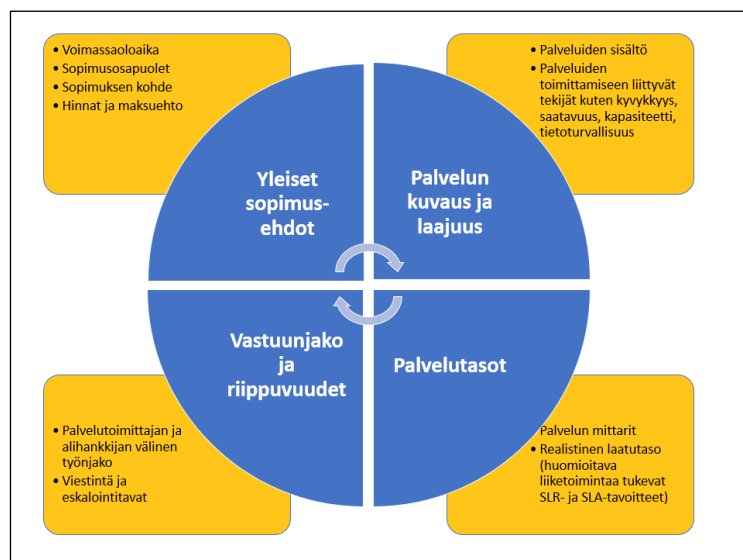 • Voimassaoloaika
• Sopimusosapuolet
• Sopimuksen kohde
• Hinnat ja maksuehto
• Palveluiden sisältö
• Palveluiden
toimittamiseen liittyvät
tekijät kuten kyvykkyys,
saatavuus, kapasiteetti,
tietoturvallisuus
Yleiset
sopimus-
ehdot
Palvelun
kuvaus ja
laajuus
Vastuunjako
ja
riippuvuudet
Palvelutasot
• Palvelutoimittajan ja
alihankkijan välinen
työnjako
• Viestintä ja
eskalointitavat
Palvelun mittarit
• Realistinen laatutaso
(huomioitava
liiketoimintaa tukevat
SLR- ja SLA-tavoitteet)